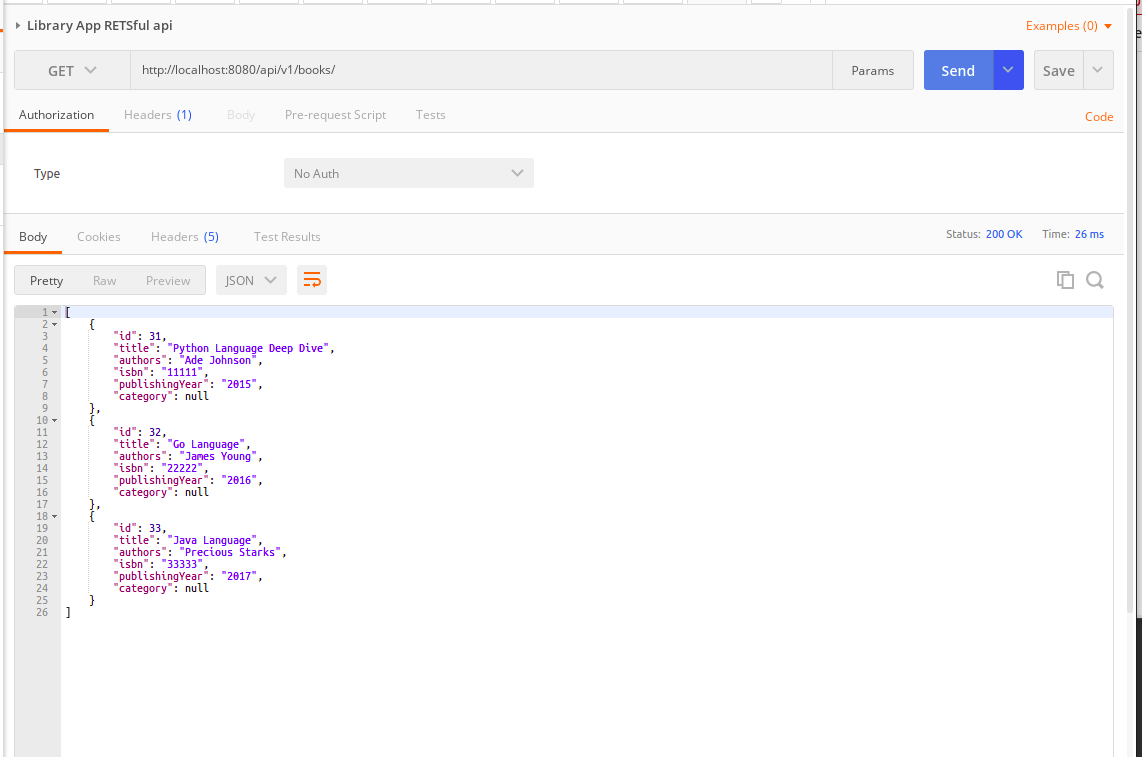 Library App RETSful api
Examples (0)
GET http://localhost:8080/api/v1/books/ Params Send Save
Authorization Headers (1) Body Pre-request Script Tests Code
Type No Auth
Body Cookies Headers (5) Test Results Status: 200 OK Time: 26 ms
Pretty Raw Preview JSON
1 [
2 {
3 "id": 31,
4 "title": "Python Language Deep Dive",
5 "authors": "Ade Johnson",
6 "isbn": "11111",
7 "publishingYear": "2015",
8 "category": null
9 },
10 {
11 "id": 32,
12 "title": "Go Language",
13 "authors": "James Young",
14 "isbn": "22222",
15 "publishingYear": "2016",
16 "category": null
17 },
18 {
19 "id": 33,
20 "title": "Java Language",
21 "authors": "Precious Starks",
22 "isbn": "33333",
23 "publishingYear": "2017",
24 "category": null
25 }
26 ]